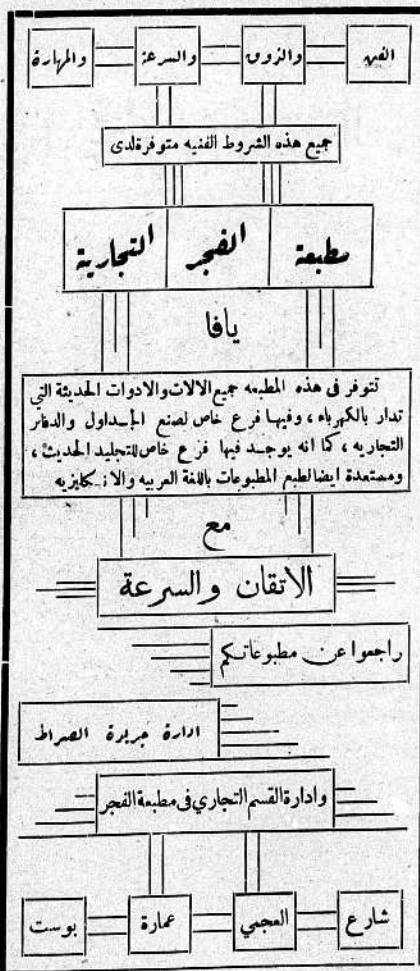 الفن والذوق والسرعة والمهارة
جميع هذه الشروط الفنيه متوفرة لدى
مطبعة الفجر التجارية
يافا
تتوفر فى هذه المطبعه جميع الالات والادوات الحديثة التي
تدار بالكهرباء ، وفيها فرع خاص لصنع الجداول والدفاتر
التجاريه ، كما انه يوجد فيها فرع خاص للتجليد الحديث ،
ومستعدة ايضا لطبع المطبوعات باللغة العربيه والانكليزيه
مع
الاتقان والسرعة
راجعوا عن مطبوعاتكم
ادارة جريدة الصراط
وادارة القسم التجاري فى مطبعة الفجر
شارع العجمي عمارة بوست